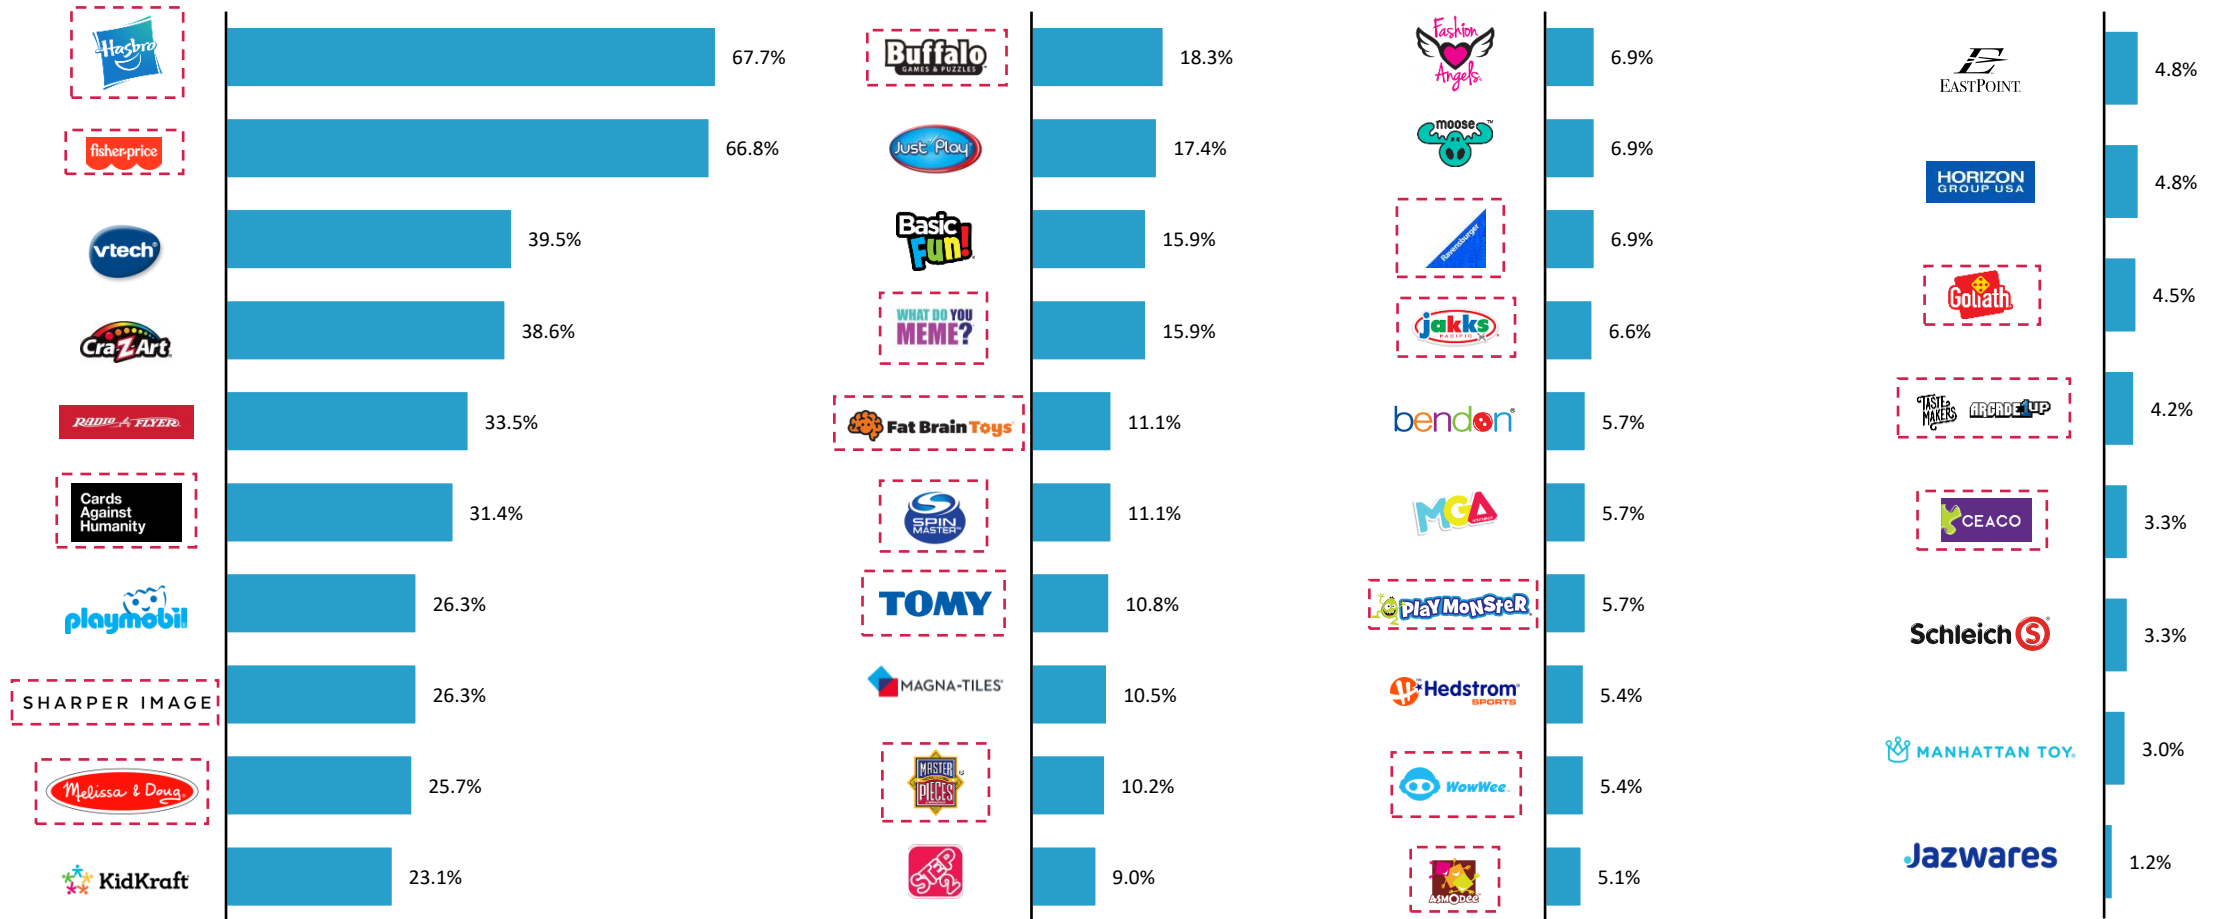 Hasbro
67.7%
fisher-price
66.8%
vtech
39.5%
Cra-Z-Art
38.6%
RADIO FLYER
33.5%
Cards
Against
Humanity
31.4%
playmobil
26.3%
SHARPER IMAGE
26.3%
Melissa & Doug
25.7%
KidKraft
23.1%
Buffalo
GAMES & PUZZLES
18.3%
Just Play
17.4%
Basic
Fun!
15.9%
WHAT DO YOU
MEME?
15.9%
Fat Brain Toys
11.1%
SPIN
MASTER
11.1%
TOMY
10.8%
MAGNA-TILES
10.5%
MASTER
PIECES
10.2%
STEP
2
9.0%
Fashion
Angels
6.9%
moose
6.9%
Ravensburger
6.9%
jakks
PACIFIC
6.6%
bendon
5.7%
MGA
5.7%
PLAYMONSTER
5.7%
Hedstrom
SPORTS
5.4%
WowWee
5.4%
ASMODee
5.1%
E
EASTPOINT
4.8%
HORIZON
GROUP USA
4.8%
Goliath
4.5%
TASTE
MAKERS
ARCADE1UP
4.2%
CEACO
3.3%
Schleich S
3.3%
MANHATTAN TOY
3.0%
Jazwares
1.2%